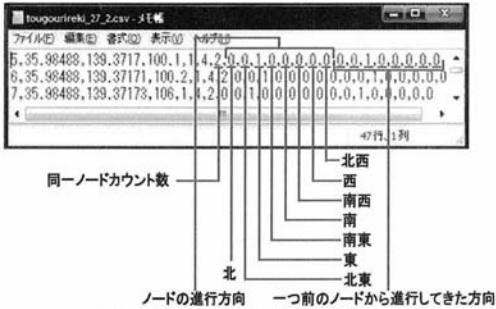 tougourireki_27_2.csv - メモ帳
ファイル(F) 編集(E) 書式(O) 表示(V) ヘルプ(H)
5,35.98488,139.3717,100.1,1,4,2,0,0,1,0,0,0,0,0,0,0,1,0,0,0,0,0
6,35.98488,139.37171,100.2,1,4,2,0,0,1,0,0,0,0,0,0,0,1,0,0,0,0,0
7,35.98488,139.37173,106,1,4,2,0,0,1,0,0,0,0,0,0,0,1,0,0,0,0,0
47行、1列
北西
同一ノードカウント数
西
南西
南
南東
東
北
北東
ノードの進行方向 一つ前のノードから進行してきた方向